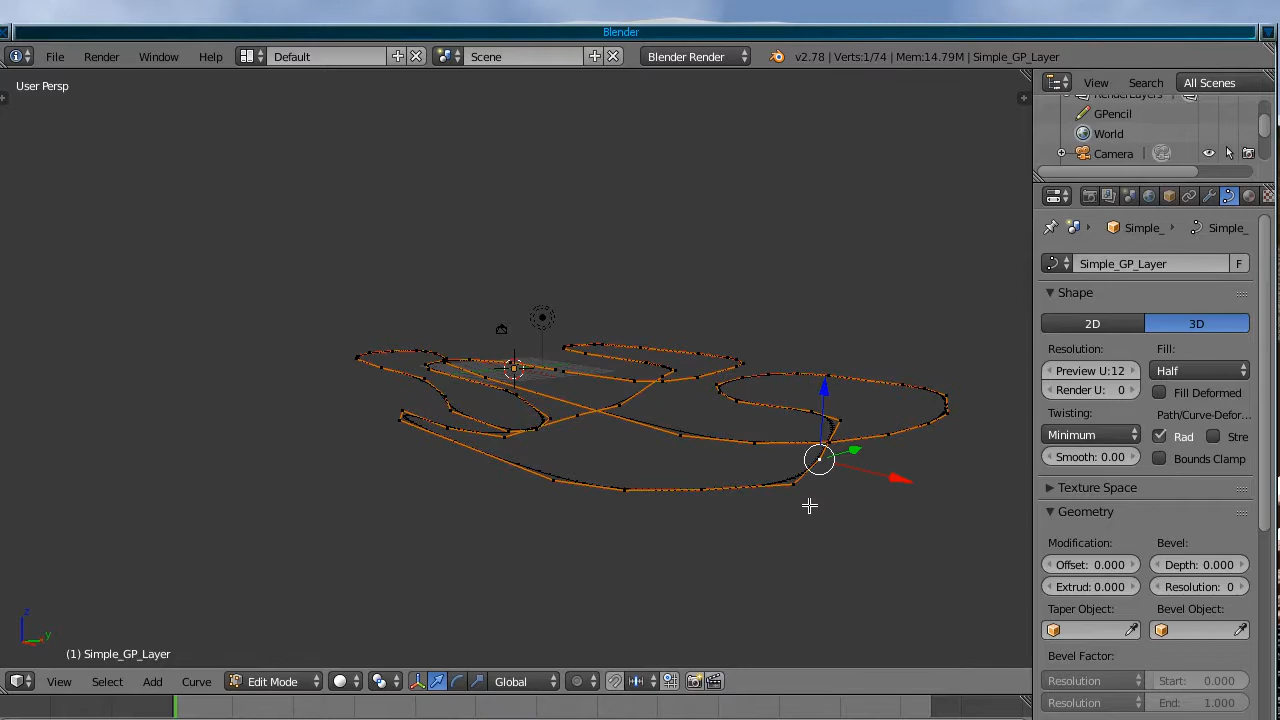 Blender
File Render Window Help Default Scene Blender Render v2.78 | Verts:1/74 | Mem:14.79M | Simple_GP_Layer
User Persp
View Search All Scenes
RenderLayers
GPencil
World
Camera
Simple_ Simple_
Simple_GP_Layer F
Shape
2D 3D
Resolution: Fill:
Preview U:12 Half
Render U: 0 Fill Deformed
Twisting: Path/Curve-Defor...
Minimum Rad Stre
Smooth: 0.00 Bounds Clamp
Texture Space
Geometry
Modification: Bevel:
Offset: 0.000 Depth: 0.000
Extrud: 0.000 Resolution: 0
Taper Object: Bevel Object:
Bevel Factor:
Resolution Start: 0.000
Resolution End: 1.000
z
y
(1) Simple_GP_Layer
View Select Add Curve Edit Mode Global